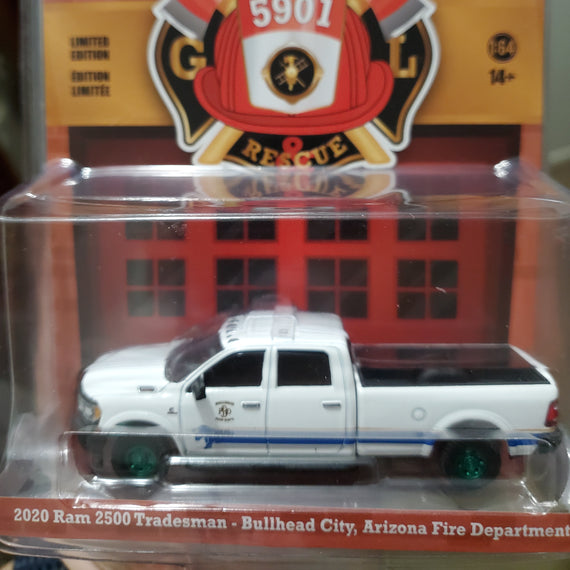 5901
LIMITED
EDITION
ÉDITION
LIMITÉE
1:64
14+
G L
& RESCUE
2020 Ram 2500 Tradesman - Bullhead City, Arizona Fire Department